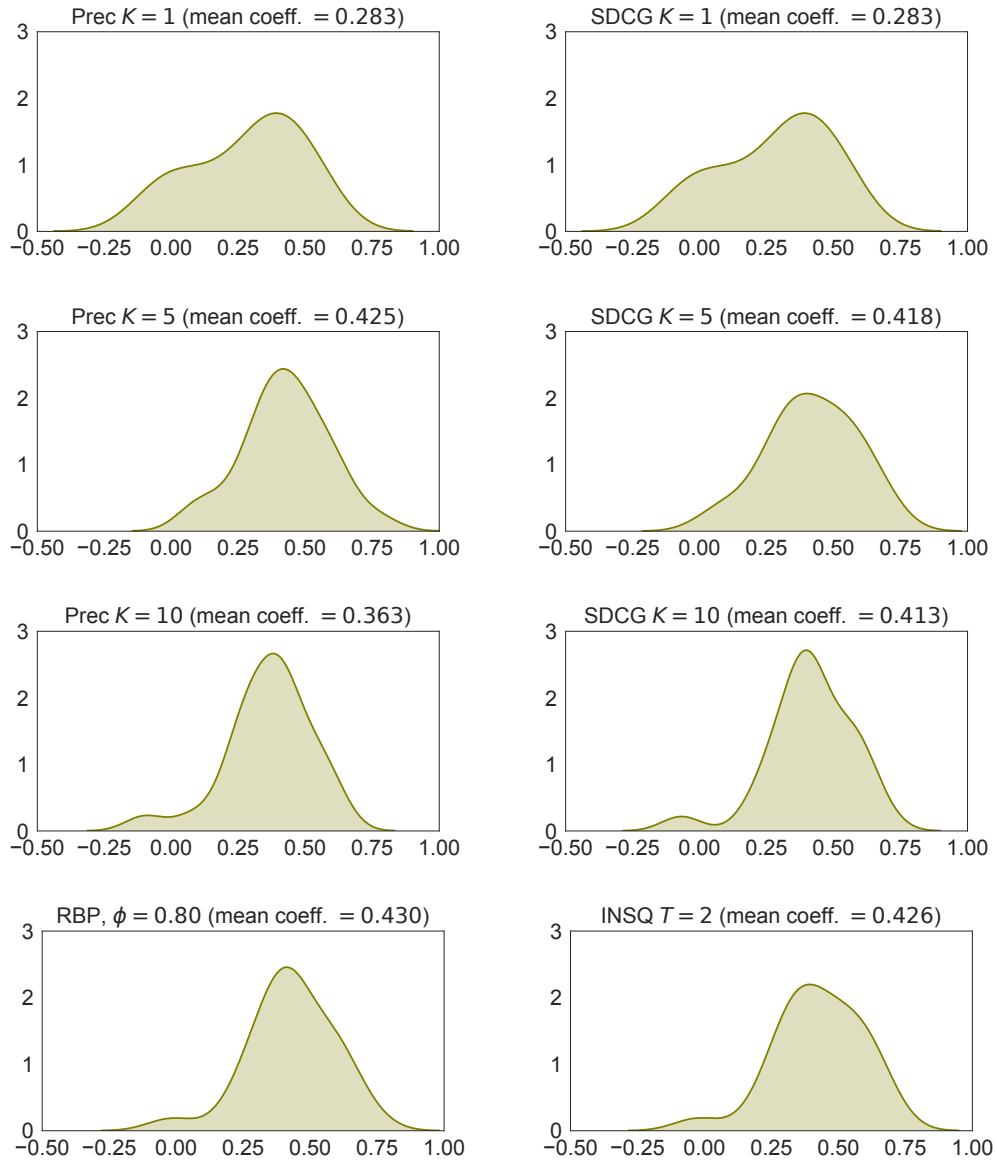 Prec K = 1 (mean coeff. = 0.283)
3
2
1
0
−0.50 −0.25 0.00 0.25 0.50 0.75 1.00
SDCG K = 1 (mean coeff. = 0.283)
3
2
1
0
−0.50 −0.25 0.00 0.25 0.50 0.75 1.00
Prec K = 5 (mean coeff. = 0.425)
3
2
1
0
−0.50 −0.25 0.00 0.25 0.50 0.75 1.00
SDCG K = 5 (mean coeff. = 0.418)
3
2
1
0
−0.50 −0.25 0.00 0.25 0.50 0.75 1.00
Prec K = 10 (mean coeff. = 0.363)
3
2
1
0
−0.50 −0.25 0.00 0.25 0.50 0.75 1.00
SDCG K = 10 (mean coeff. = 0.413)
3
2
1
0
−0.50 −0.25 0.00 0.25 0.50 0.75 1.00
RBP, ϕ = 0.80 (mean coeff. = 0.430)
3
2
1
0
−0.50 −0.25 0.00 0.25 0.50 0.75 1.00
INSQ T = 2 (mean coeff. = 0.426)
3
2
1
0
−0.50 −0.25 0.00 0.25 0.50 0.75 1.00